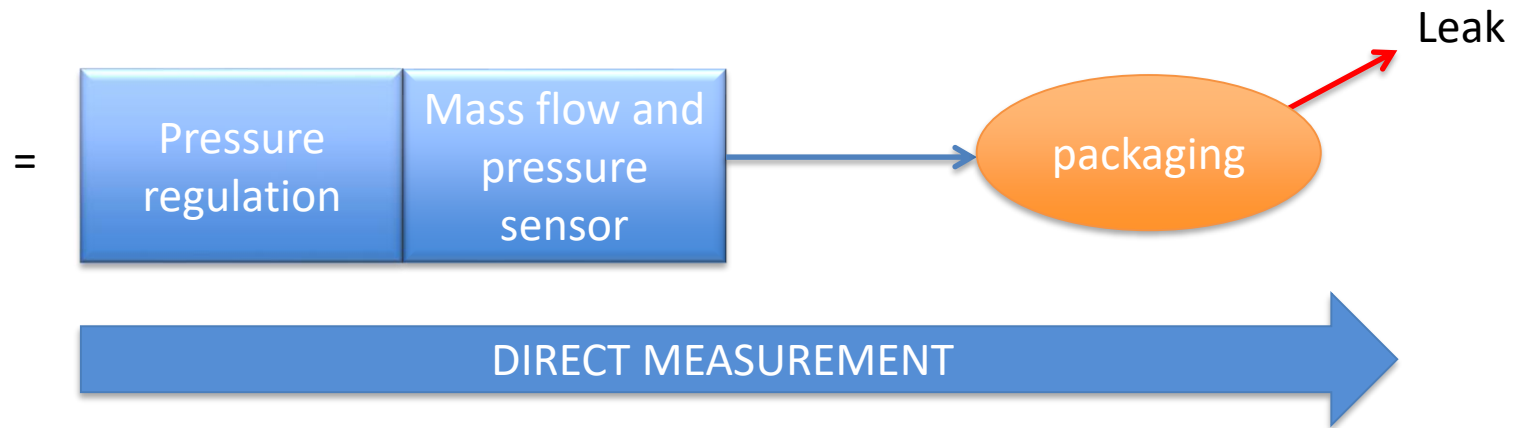 Leak
=
Pressure
regulation
Mass flow and
pressure
sensor
packaging
DIRECT MEASUREMENT